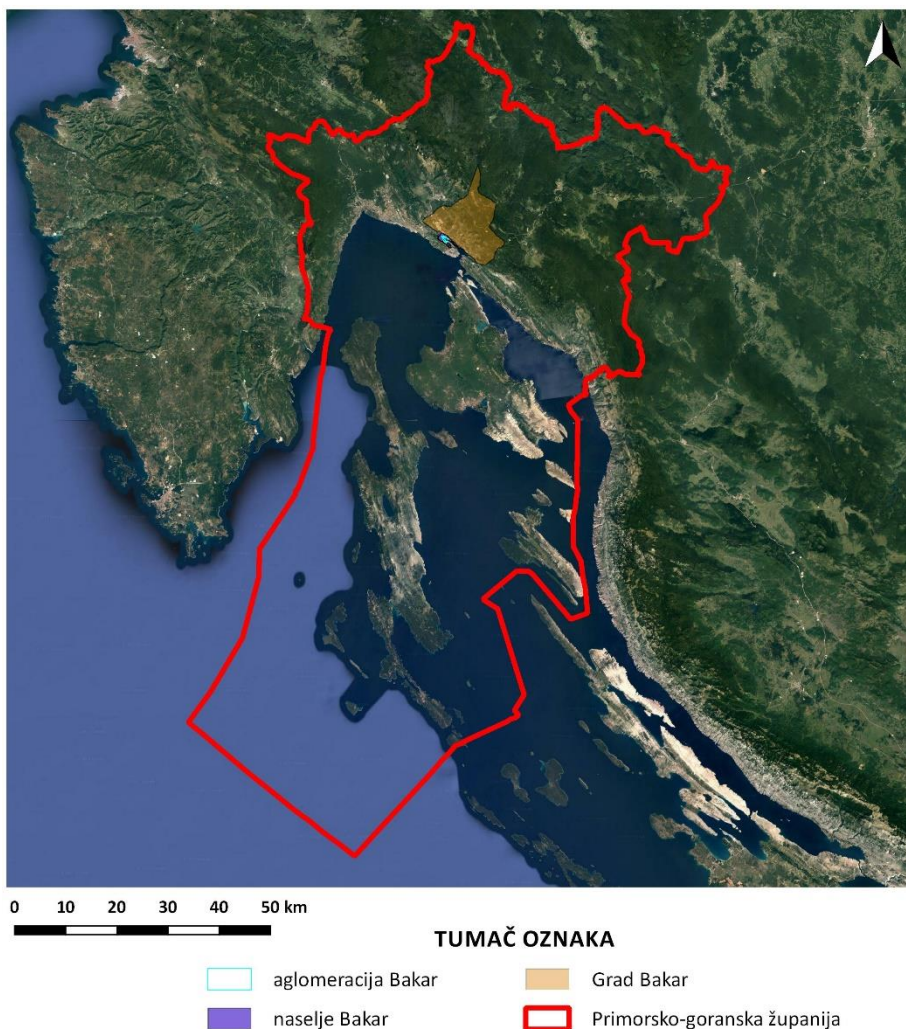 0 10 20 30 40 50 km
TUMAČ OZNAKA
aglomeracija Bakar
Grad Bakar
naselje Bakar
Primorsko-goranska županija